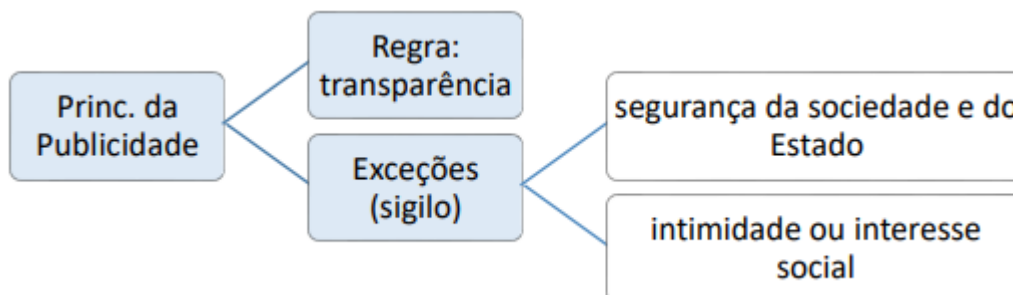 Princ. da
Publicidade
Regra:
transparência
Exceções
(sigilo)
segurança da sociedade e do
Estado
intimidade ou interesse
social